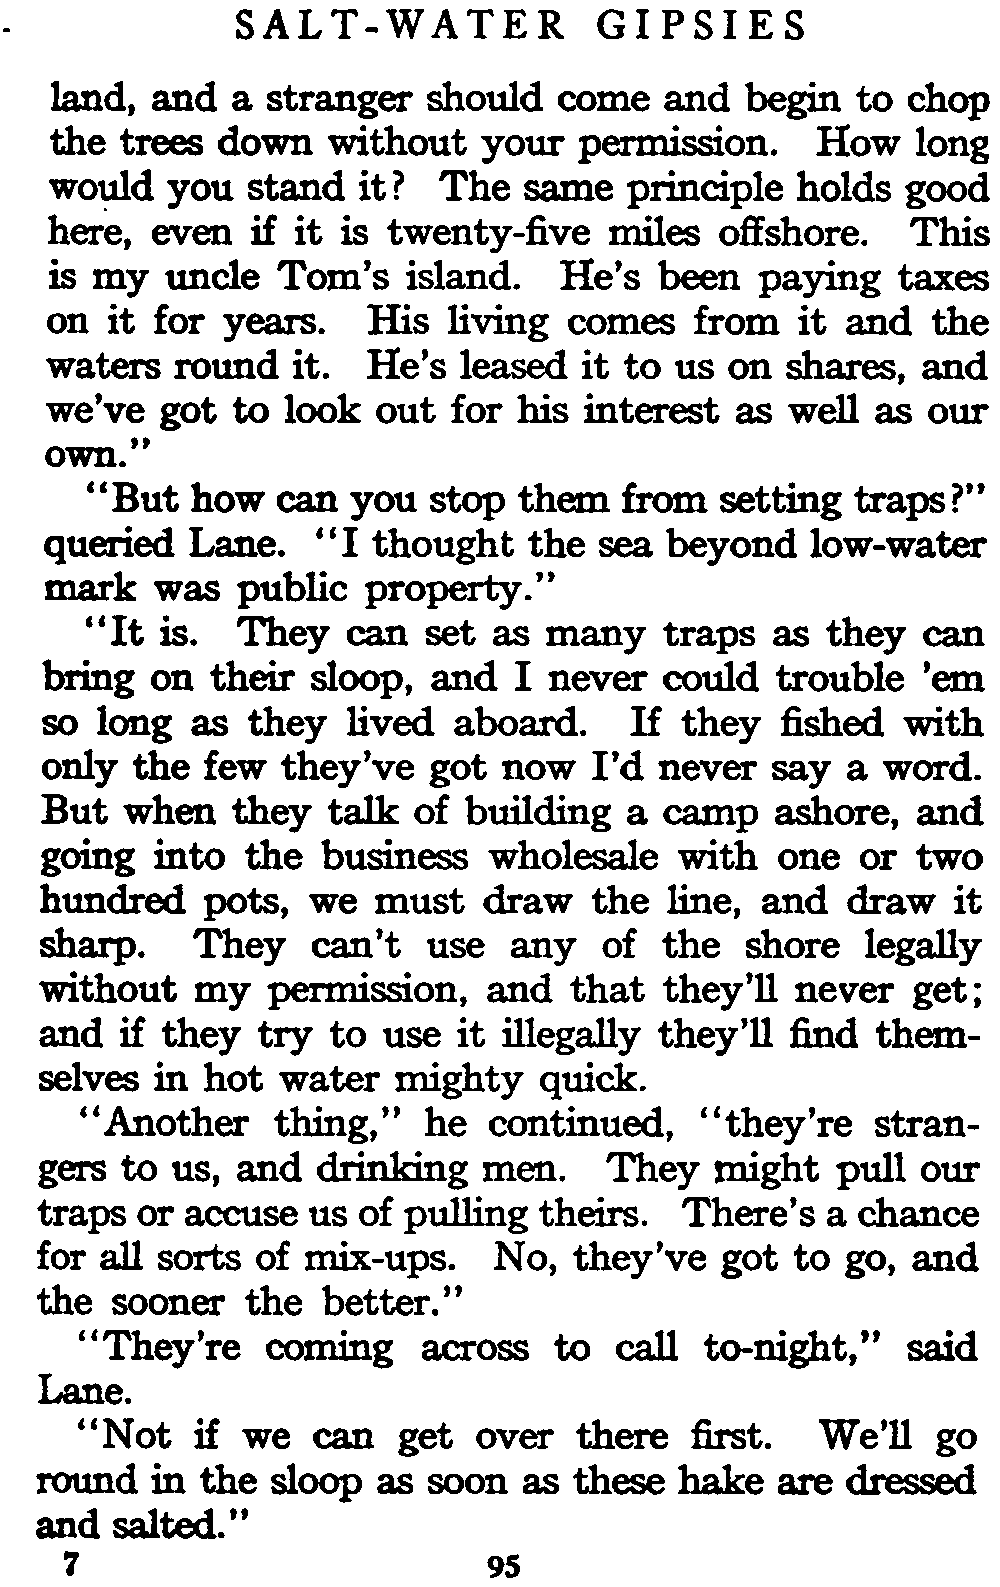 SALT-WATER GIPSIES
land, and a stranger should come and begin to chop
the trees down without your permission. How long
would you stand it? The same principle holds good
here, even if it is twenty-five miles offshore. This
is my uncle Tom's island. He's been paying taxes
on it for years. His living comes from it and the
waters round it. He's leased it to us on shares, and
we've got to look out for his interest as well as our
own."
"But how can you stop them from setting traps?"
queried Lane. "I thought the sea beyond low-water
mark was public property."
"It is. They can set as many traps as they can
bring on their sloop, and I never could trouble 'em
so long as they lived aboard. If they fished with
only the few they've got now I'd never say a word.
But when they talk of building a camp ashore, and
going into the business wholesale with one or two
hundred pots, we must draw the line, and draw it
sharp. They can't use any of the shore legally
without my permission, and that they'll never get;
and if they try to use it illegally they'll find them-
selves in hot water mighty quick.
"Another thing," he continued, "they're stran-
gers to us, and drinking men. They might pull our
traps or accuse us of pulling theirs. There's a chance
for all sorts of mix-ups. No, they've got to go, and
the sooner the better."
"They're coming across to call to-night," said
Lane.
"Not if we can get over there first. We'll go
round in the sloop as soon as these hake are dressed
and salted."
7 95